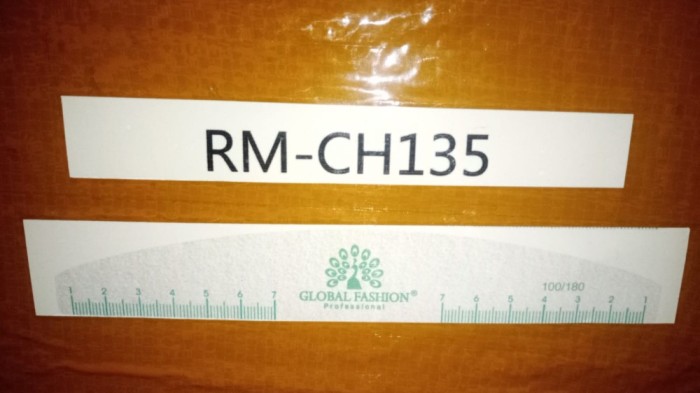 RM-CH135
100/180
1 2 3 4 5 6 7
GLOBAL FASHION®
Professional
7 6 5 4 3 2 1